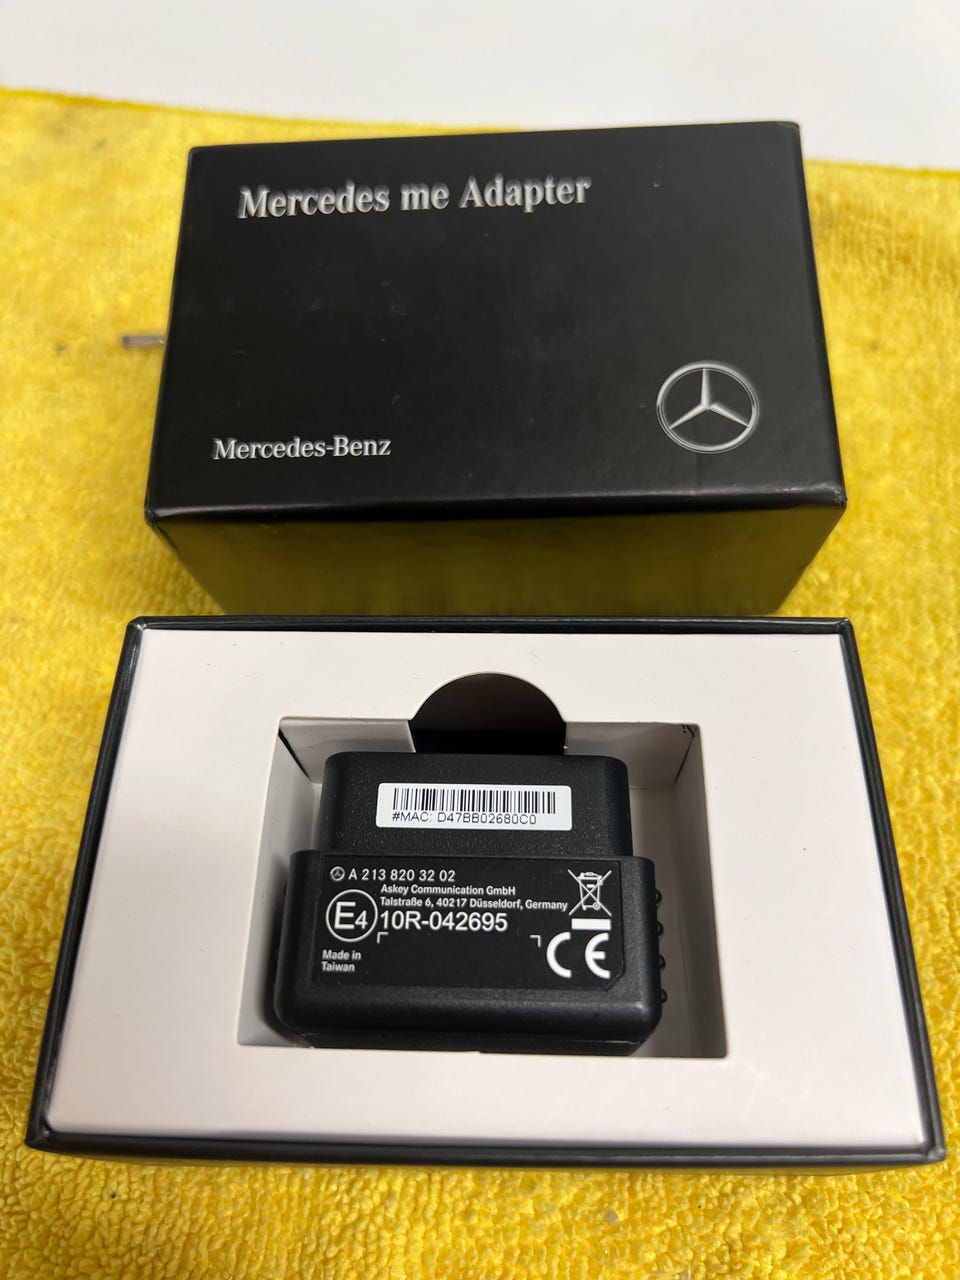 Mercedes me Adapter
Mercedes-Benz
#MAC: D47BB02680C0
A 213 820 32 02
Askey Communication GmbH
Talstraße 6, 40217 Düsseldorf, Germany
E4
10R-042695
Made in
Taiwan
CE